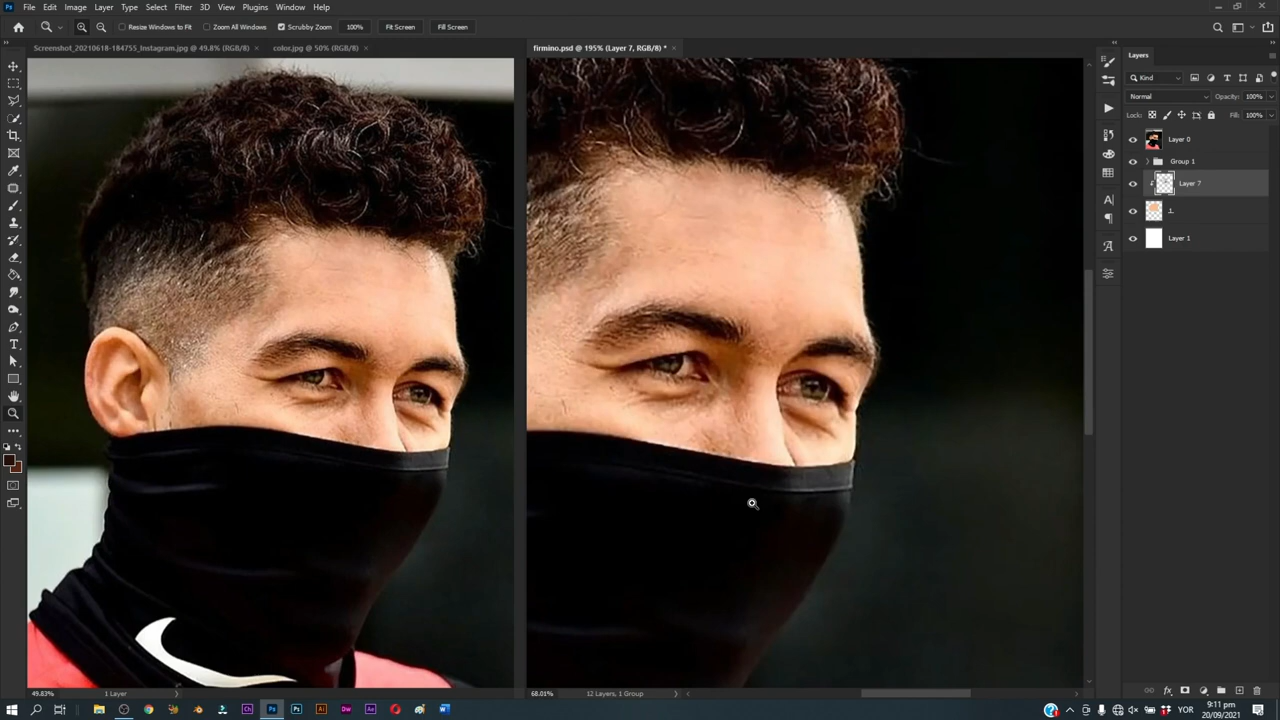 File Edit Image Layer Type Select Filter 3D View Plugins Window Help
Resize Windows to Fit Zoom All Windows Scrubby Zoom 100% Fit Screen Fill Screen
Screenshot_20210618-184755_Instagram.jpg @ 49.8% (RGB/8) × color.jpg @ 50% (RGB/8) × firmino.psd @ 195% (Layer 7, RGB/8) * ×
Layers
Kind
Normal Opacity: 100%
Lock: Fill: 100%
Layer 0
Group 1
Layer 7
Layer 1
49.83% 1 Layer
68.01% 12 Layers, 1 Group
YOR 9:11 pm
20/09/2021